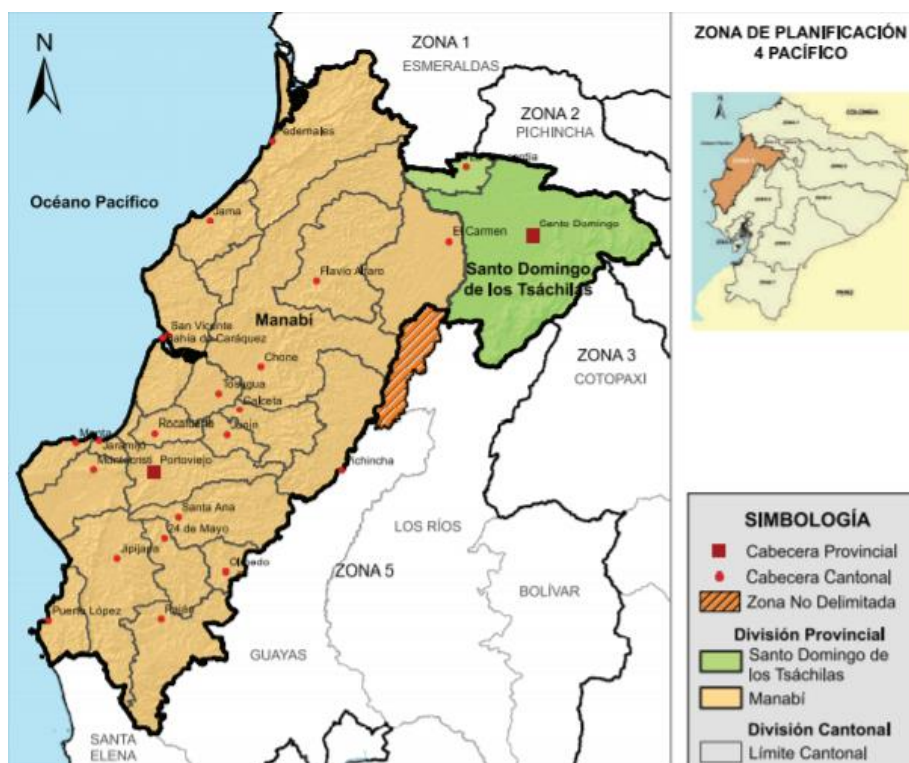 ZONA DE PLANIFICACIÓN
4 PACÍFICO
N
ZONA 1
ESMERALDAS
ZONA 2
PICHINCHA
Océano Pacífico
Pedernales
Jama
El Carmen
Santo Domingo
Santo Domingo
de los Tsáchilas
Flavio Alfaro
Manabí
San Vicente
Bahía de Caráquez
Chone
Tosagua
Calceta
Rocafuerte
Junín
Manta
Jaramijó
Montecristi
Portoviejo
Pichincha
ZONA 3
COTOPAXI
Santa Ana
24 de Mayo
Jipijapa
Olmedo
Puerto López
Paján
LOS RÍOS
ZONA 5
BOLÍVAR
GUAYAS
SANTA
ELENA
COLOMBIA
SIMBOLOGÍA
Cabecera Provincial
Cabecera Cantonal
Zona No Delimitada
División Provincial
Santo Domingo de
los Tsáchilas
Manabí
División Cantonal
Límite Cantonal